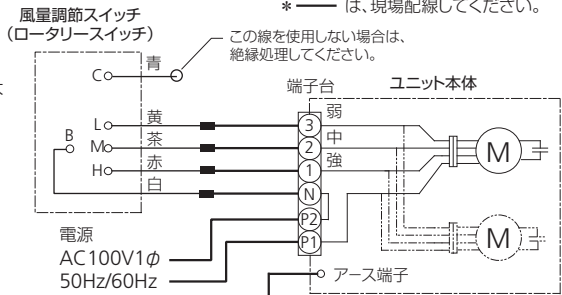 ＊━━ は、現場配線してください。
風量調節スイッチ
（ロータリースイッチ）
この線を使用しない場合は、
絶縁処理してください。
青
C
端子台
ユニット本体
は
L
黄
3
弱
B
M
茶
2
中
H
赤
1
強
M
白
N
P2
電源
AC100V1φ
P1
M
50Hz/60Hz
アース端子